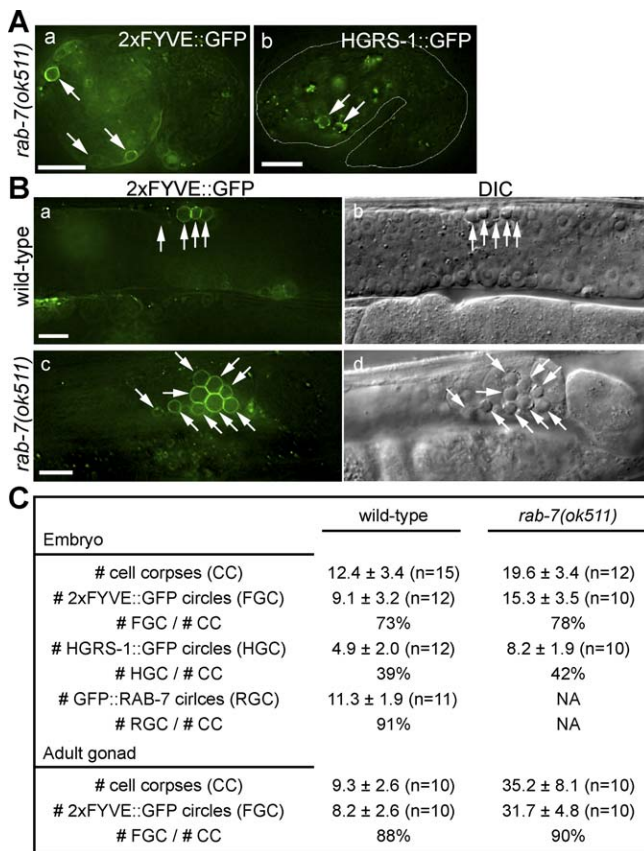 A
a 2xFYVE::GFP b HGRS-1::GFP
rab-7(ok511)
B 2xFYVE::GFP DIC
a b
wild-type
c d
rab-7(ok511)
C
wild-type rab-7(ok511)
Embryo
# cell corpses (CC) 12.4 ± 3.4 (n=15) 19.6 ± 3.4 (n=12)
# 2xFYVE::GFP circles (FGC) 9.1 ± 3.2 (n=12) 15.3 ± 3.5 (n=10)
# FGC / # CC 73% 78%
# HGRS-1::GFP circles (HGC) 4.9 ± 2.0 (n=12) 8.2 ± 1.9 (n=10)
# HGC / # CC 39% 42%
# GFP::RAB-7 cirlces (RGC) 11.3 ± 1.9 (n=11) NA
# RGC / # CC 91% NA
Adult gonad
# cell corpses (CC) 9.3 ± 2.6 (n=10) 35.2 ± 8.1 (n=10)
# 2xFYVE::GFP circles (FGC) 8.2 ± 2.6 (n=10) 31.7 ± 4.8 (n=10)
# FGC / # CC 88% 90%